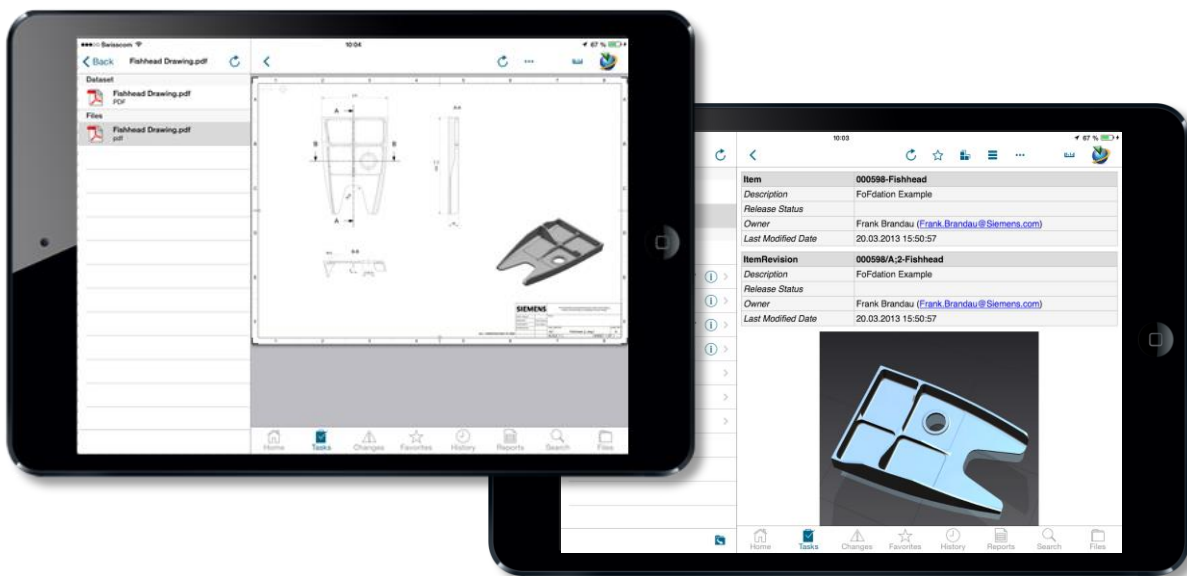 Swisscom
10:04
67 %
Back
Fishhead Drawing.pdf
Dataset
Fishhead Drawing.pdf
PDF
Files
Fishhead Drawing.pdf
pdf
A
A-A
B
B
A
B-B
SIEMENS
Home
Tasks
Changes
Favorites
History
Reports
Search
Files
10:03
67 %
Item 000598-Fishhead
Description FoFdation Example
Release Status
Owner Frank Brandau (Frank.Brandau@Siemens.com)
Last Modified Date 20.03.2013 15:50:57
ItemRevision 000598/A;2-Fishhead
Description FoFdation Example
Release Status
Owner Frank Brandau (Frank.Brandau@Siemens.com)
Last Modified Date 20.03.2013 15:50:57
Home
Tasks
Changes
Favorites
History
Reports
Search
Files